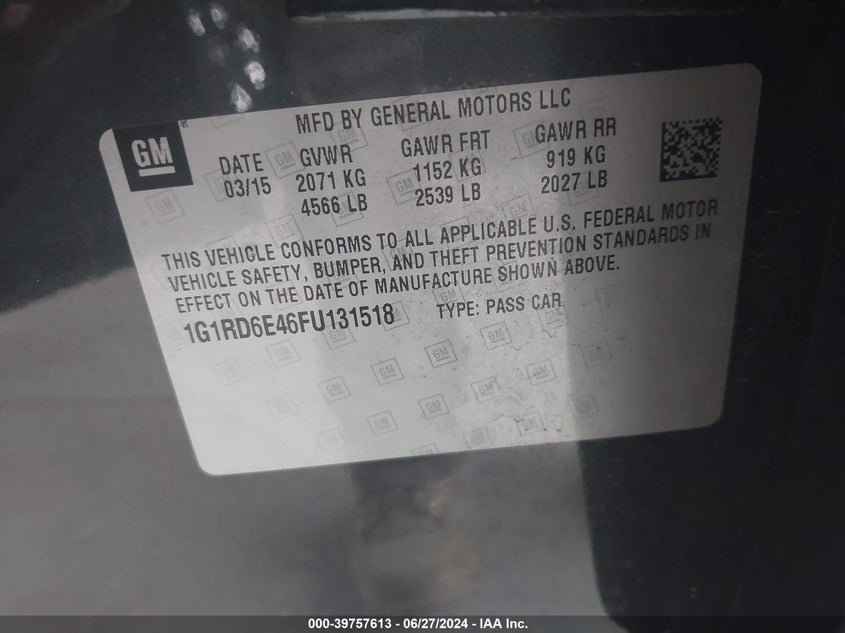 MFD BY GENERAL MOTORS LLC
GM
DATE GVWR GAWR FRT GAWR RR
03/15 2071 KG 1152 KG 919 KG
4566 LB 2539 LB 2027 LB
THIS VEHICLE CONFORMS TO ALL APPLICABLE U.S. FEDERAL MOTOR
VEHICLE SAFETY, BUMPER, AND THEFT PREVENTION STANDARDS IN
EFFECT ON THE DATE OF MANUFACTURE SHOWN ABOVE.
1G1RD6E46FU131518 TYPE: PASS CAR
000-39757613 - 06/27/2024 - IAA Inc.